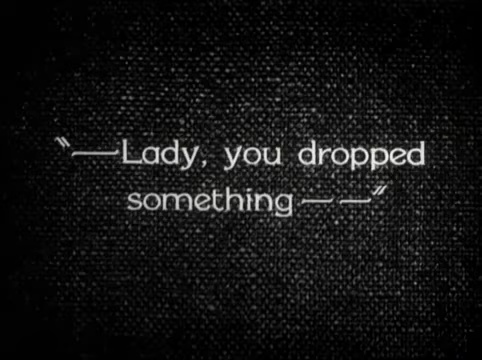 "—Lady, you dropped
something — —"